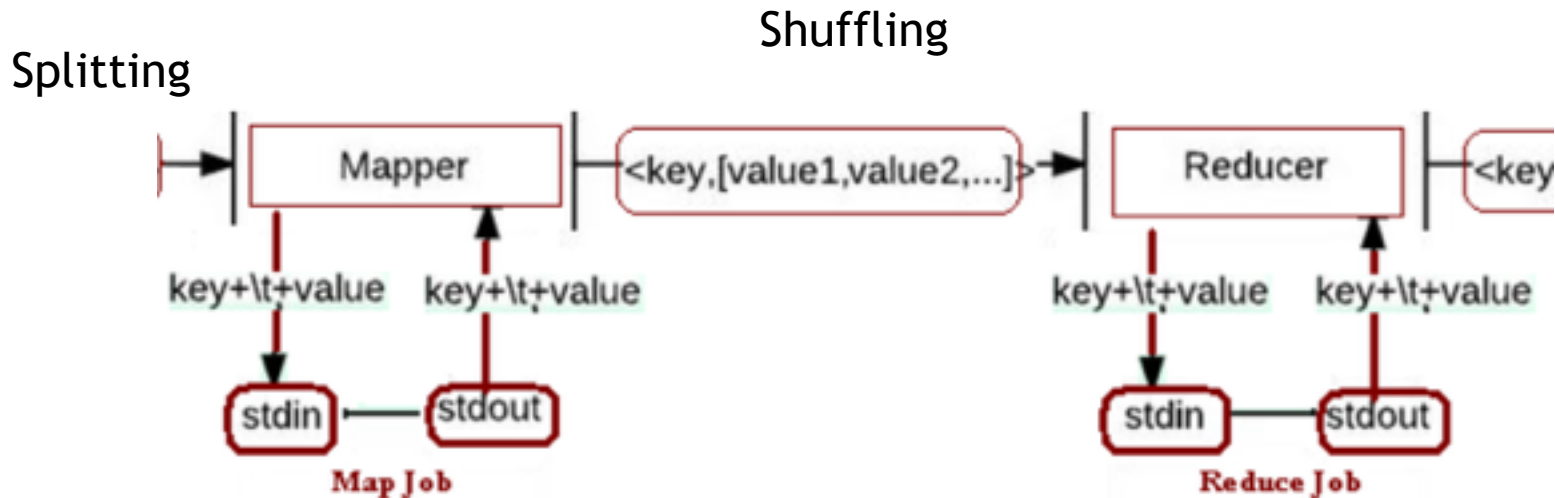 Shuffling
Splitting
Mapper
<key,[value1,value2,...]>
Reducer
<key
key+\t+value
key+\t+value
key+\t+value
key+\t+value
stdin
stdout
stdin
stdout
Map Job
Reduce Job